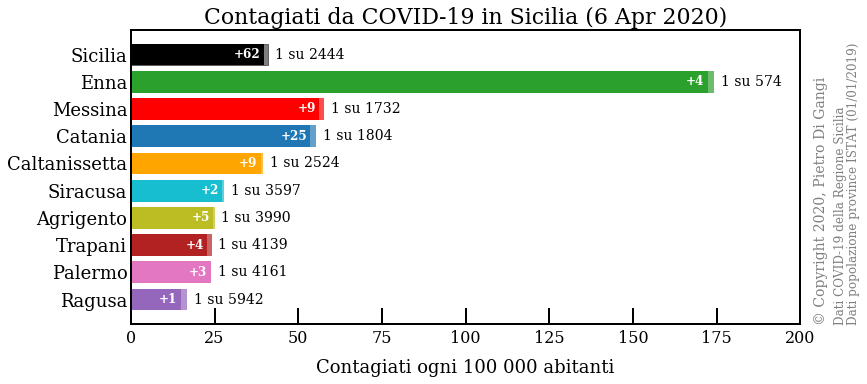 Contagiati da COVID-19 in Sicilia (6 Apr 2020)
Sicilia +62 1 su 2444
Enna +4 1 su 574
Messina +9 1 su 1732
Catania +25 1 su 1804
Caltanissetta +9 1 su 2524
Siracusa +2 1 su 3597
Agrigento +5 1 su 3990
Trapani +4 1 su 4139
Palermo +3 1 su 4161
Ragusa +1 1 su 5942
0 25 50 75 100 125 150 175 200
Contagiati ogni 100 000 abitanti
© Copyright 2020, Pietro Di Gangi
Dati COVID-19 della Regione Sicilia
Dati popolazione province ISTAT (01/01/2019)